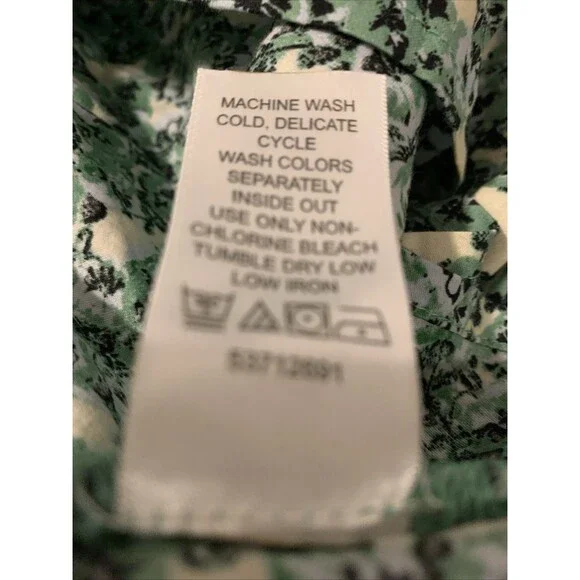 MACHINE WASH
COLD, DELICATE
CYCLE
WASH COLORS
SEPARATELY
INSIDE OUT
USE ONLY NON-
CHLORINE BLEACH
TUMBLE DRY LOW
LOW IRON
53712691